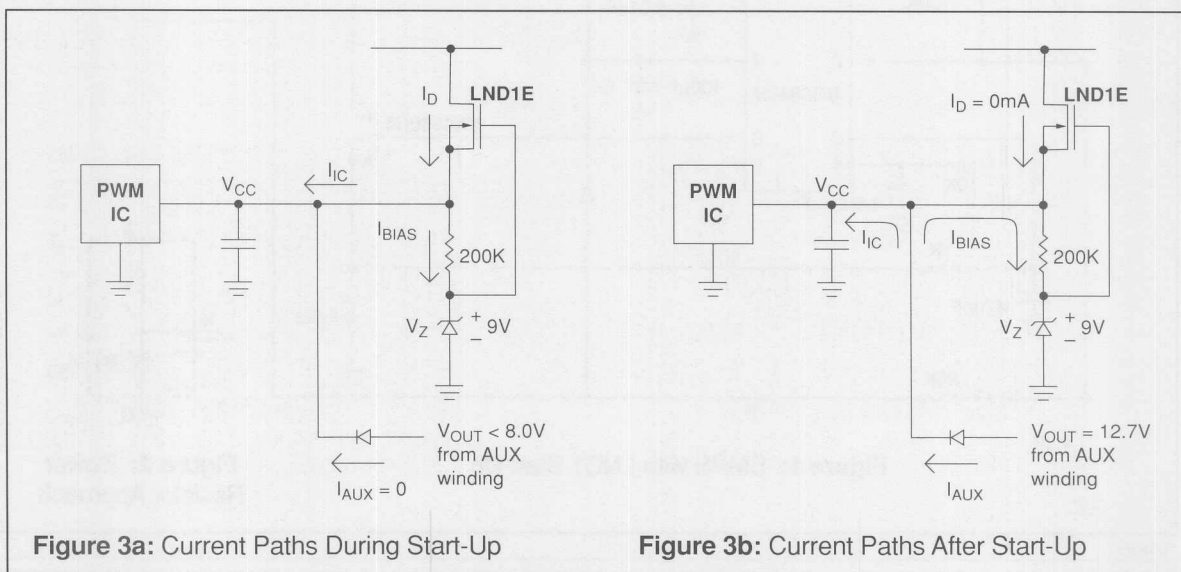 I_D
LND1E
PWM
IC
V_CC
I_IC
I_BIAS
200K
V_Z
+
9V
–
V_OUT < 8.0V
from AUX
winding
I_AUX = 0
Figure 3a: Current Paths During Start-Up
I_D = 0mA
LND1E
PWM
IC
V_CC
I_IC
I_BIAS
200K
V_Z
+
9V
–
V_OUT = 12.7V
from AUX
winding
I_AUX
Figure 3b: Current Paths After Start-Up